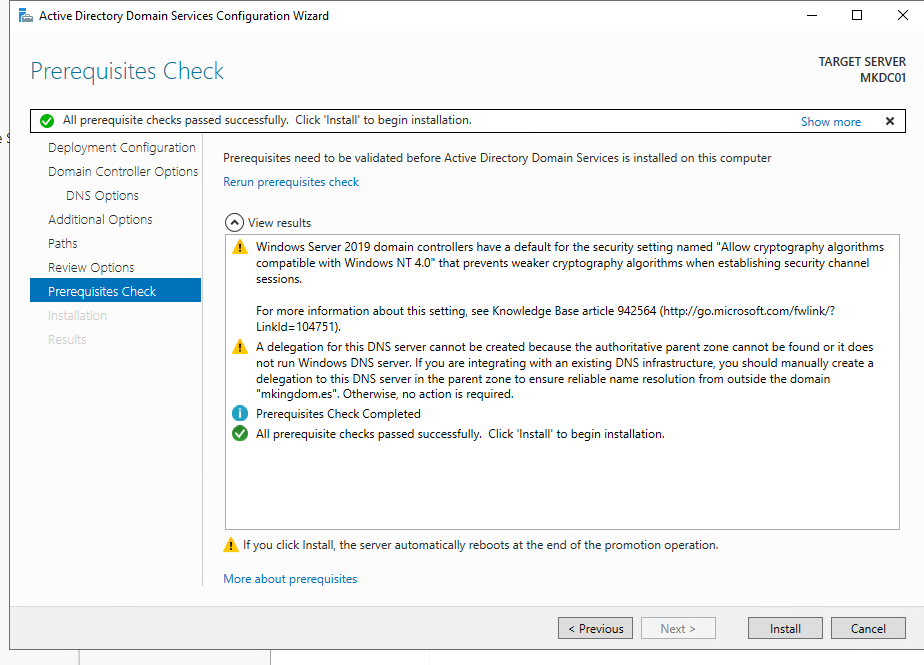 Active Directory Domain Services Configuration Wizard
Prerequisites Check
TARGET SERVER
MKDC01
All prerequisite checks passed successfully.  Click 'Install' to begin installation.
Show more
Deployment Configuration
Domain Controller Options
DNS Options
Additional Options
Paths
Review Options
Prerequisites Check
Installation
Results
Prerequisites need to be validated before Active Directory Domain Services is installed on this computer
Rerun prerequisites check
View results
Windows Server 2019 domain controllers have a default for the security setting named "Allow cryptography algorithms
compatible with Windows NT 4.0" that prevents weaker cryptography algorithms when establishing security channel
sessions.
For more information about this setting, see Knowledge Base article 942564 (http://go.microsoft.com/fwlink/?
LinkId=104751).
A delegation for this DNS server cannot be created because the authoritative parent zone cannot be found or it does
not run Windows DNS server. If you are integrating with an existing DNS infrastructure, you should manually create a
delegation to this DNS server in the parent zone to ensure reliable name resolution from outside the domain
"mkingdom.es". Otherwise, no action is required.
Prerequisites Check Completed
All prerequisite checks passed successfully.  Click 'Install' to begin installation.
If you click Install, the server automatically reboots at the end of the promotion operation.
More about prerequisites
< Previous
Next >
Install
Cancel